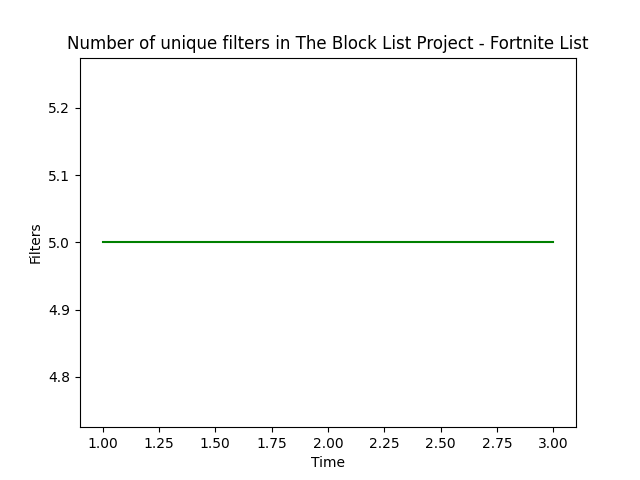 Number of unique filters in The Block List Project - Fortnite List
5.2
5.1
5.0
4.9
4.8
Filters
1.00 1.25 1.50 1.75 2.00 2.25 2.50 2.75 3.00
Time